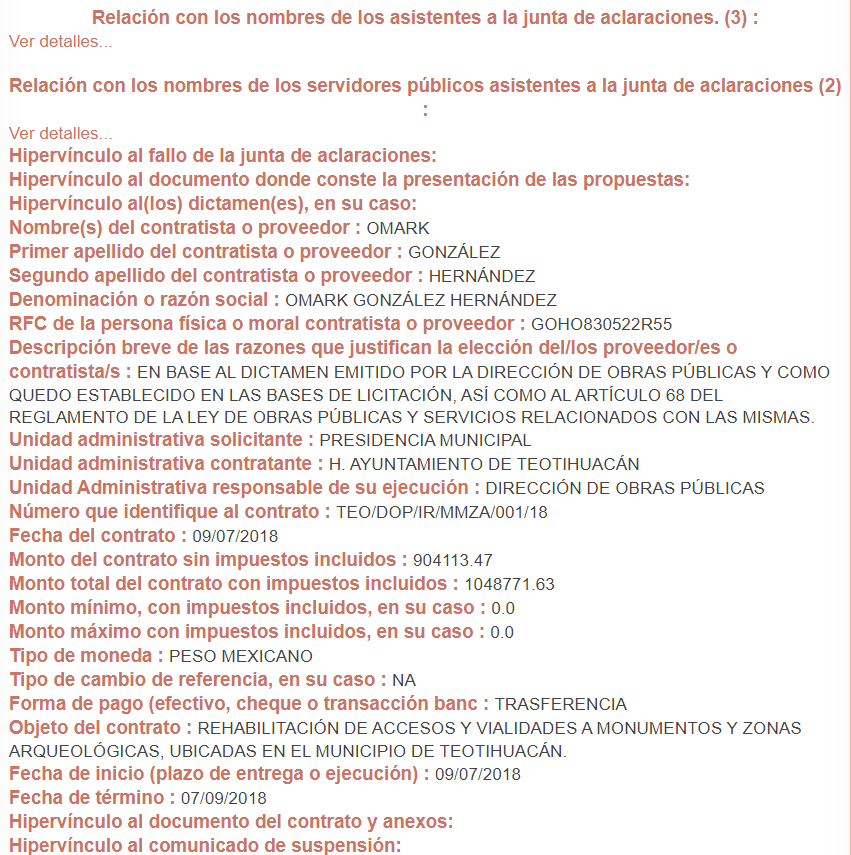 Relación con los nombres de los asistentes a la junta de aclaraciones. (3) :
Ver detalles...
Relación con los nombres de los servidores públicos asistentes a la junta de aclaraciones (2)
:
Ver detalles...
Hipervínculo al fallo de la junta de aclaraciones:
Hipervínculo al documento donde conste la presentación de las propuestas:
Hipervínculo al(los) dictamen(es), en su caso:
Nombre(s) del contratista o proveedor : OMARK
Primer apellido del contratista o proveedor : GONZÁLEZ
Segundo apellido del contratista o proveedor : HERNÁNDEZ
Denominación o razón social : OMARK GONZÁLEZ HERNÁNDEZ
RFC de la persona física o moral contratista o proveedor : GOHO830522R55
Descripción breve de las razones que justifican la elección del/los proveedor/es o
contratista/s : EN BASE AL DICTAMEN EMITIDO POR LA DIRECCIÓN DE OBRAS PÚBLICAS Y COMO
QUEDO ESTABLECIDO EN LAS BASES DE LICITACIÓN, ASÍ COMO AL ARTÍCULO 68 DEL
REGLAMENTO DE LA LEY DE OBRAS PÚBLICAS Y SERVICIOS RELACIONADOS CON LAS MISMAS.
Unidad administrativa solicitante : PRESIDENCIA MUNICIPAL
Unidad administrativa contratante : H. AYUNTAMIENTO DE TEOTIHUACÁN
Unidad Administrativa responsable de su ejecución : DIRECCIÓN DE OBRAS PÚBLICAS
Número que identifique al contrato : TEO/DOP/IR/MMZA/001/18
Fecha del contrato : 09/07/2018
Monto del contrato sin impuestos incluidos : 904113.47
Monto total del contrato con impuestos incluidos : 1048771.63
Monto mínimo, con impuestos incluidos, en su caso : 0.0
Monto máximo con impuestos incluidos, en su caso : 0.0
Tipo de moneda : PESO MEXICANO
Tipo de cambio de referencia, en su caso : NA
Forma de pago (efectivo, cheque o transacción banc : TRASFERENCIA
Objeto del contrato : REHABILITACIÓN DE ACCESOS Y VIALIDADES A MONUMENTOS Y ZONAS
ARQUEOLÓGICAS, UBICADAS EN EL MUNICIPIO DE TEOTIHUACÁN.
Fecha de inicio (plazo de entrega o ejecución) : 09/07/2018
Fecha de término : 07/09/2018
Hipervínculo al documento del contrato y anexos:
Hipervínculo al comunicado de suspensión: